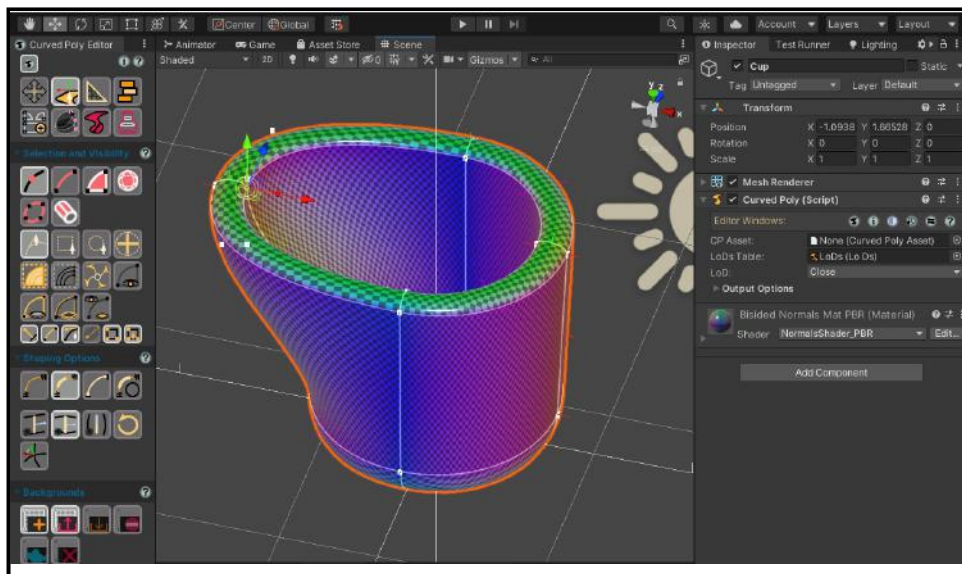 Center Global Account Layers Layout
Curved Poly Editor
Animator Game Asset Store Scene
Inspector Test Runner Lighting
Shaded 2D 0 Gizmos All
Selection and Visibility
Shaping Options
Backgrounds
y z
Cup Static
Tag Untagged Layer Default
Transform
Position X -1.0938 Y 1.66528 Z 0
Rotation X 0 Y 0 Z 0
Scale X 1 Y 1 Z 1
Mesh Renderer
Curved Poly (Script)
Editor Windows:
CP Asset: None (Curved Poly Asset)
LoDs Table: LoDs (Lo Ds)
LoD: Close
Output Options
Bisided Normals Mat PBR (Material)
Shader NormalsShader_PBR Edit...
Add Component